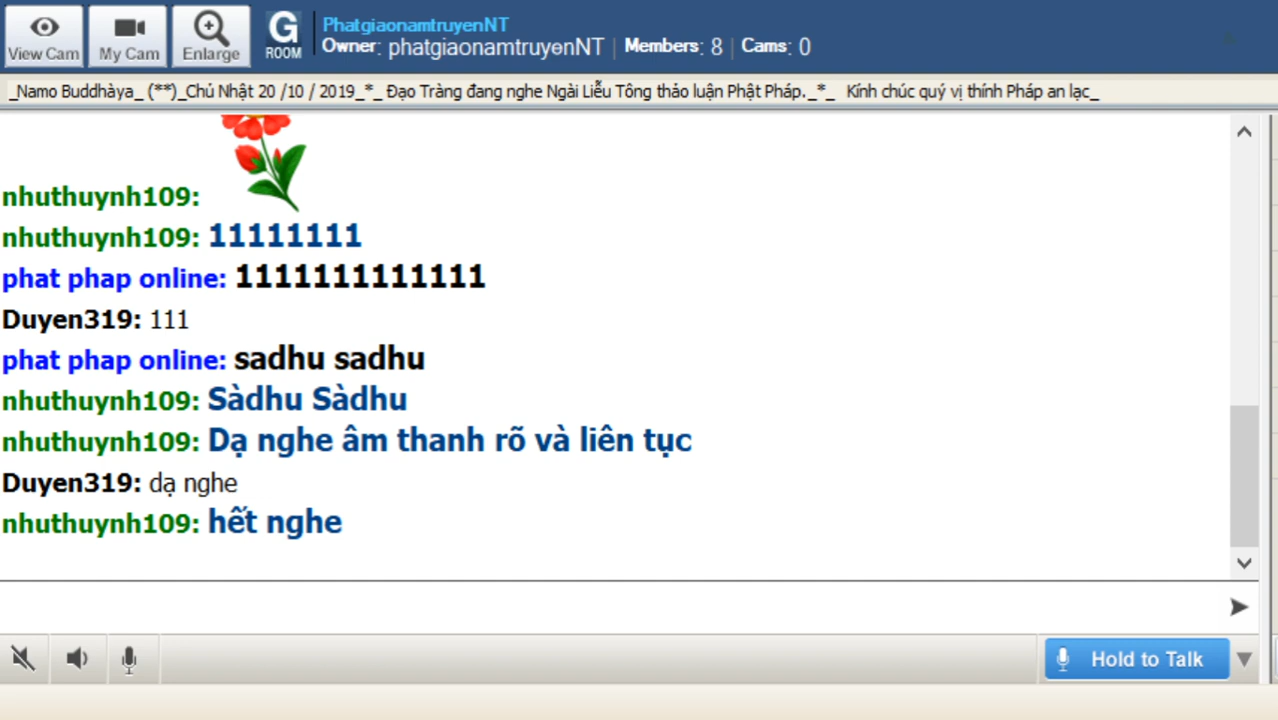 View Cam My Cam Enlarge G ROOM
PhatgiaonamtruyenNT
Owner: phatgiaonamtruyenNT | Members: 8 | Cams: 0
_Namo Buddhàya_ (**)_Chủ Nhật 20 /10 / 2019_*_ Đạo Tràng đang nghe Ngài Liễu Tông thảo luận Phật Pháp._*_ Kính chúc quý vị thính Pháp an lạc_
nhuthuynh109:
nhuthuynh109: 11111111
phat phap online: 1111111111111
Duyen319: 111
phat phap online: sadhu sadhu
nhuthuynh109: Sàdhu Sàdhu
nhuthuynh109: Dạ nghe âm thanh rõ và liên tục
Duyen319: dạ nghe
nhuthuynh109: hết nghe
Hold to Talk